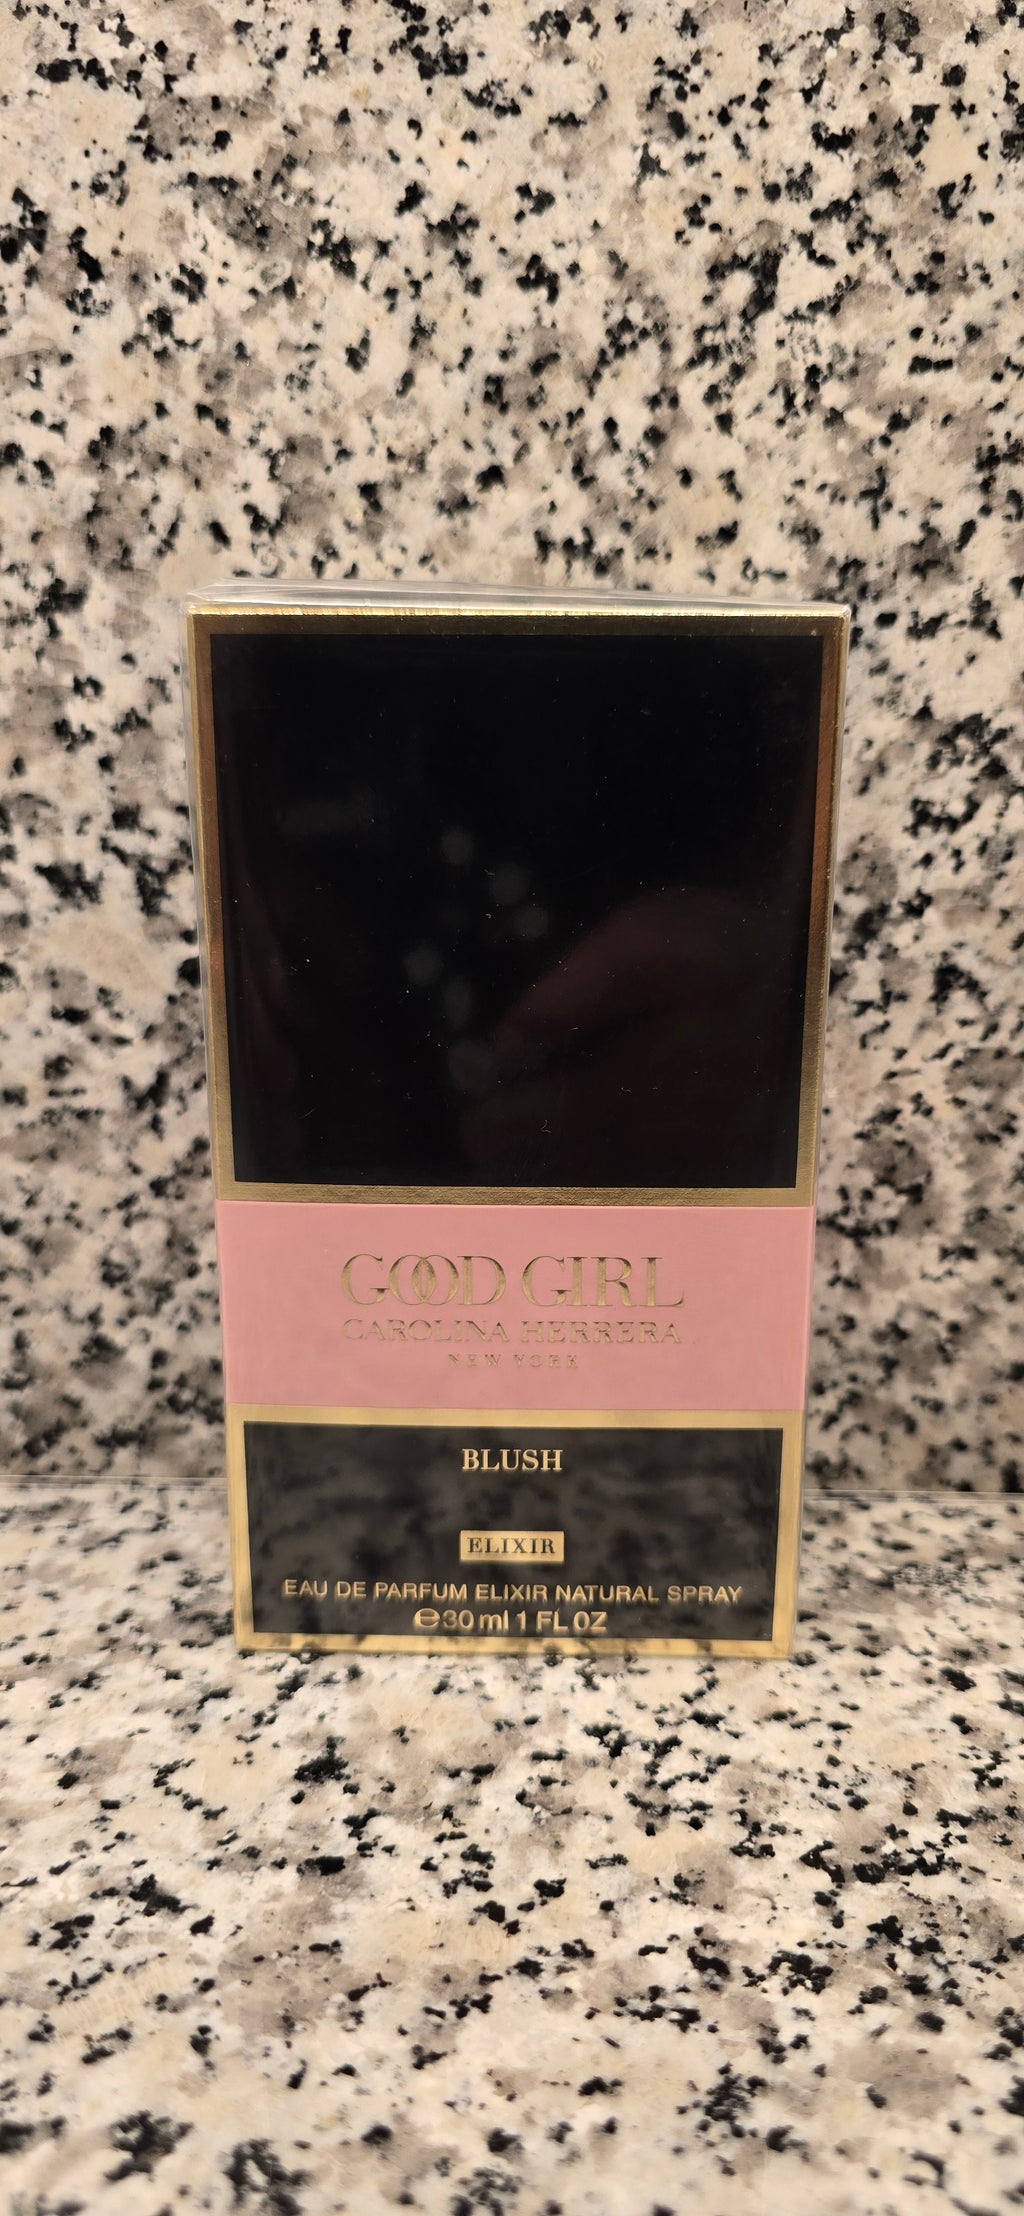 GOOD GIRL
CAROLINA HERRERA
NEW YORK
BLUSH
ELIXIR
EAU DE PARFUM ELIXIR NATURAL SPRAY
℮30 ml 1 FL OZ